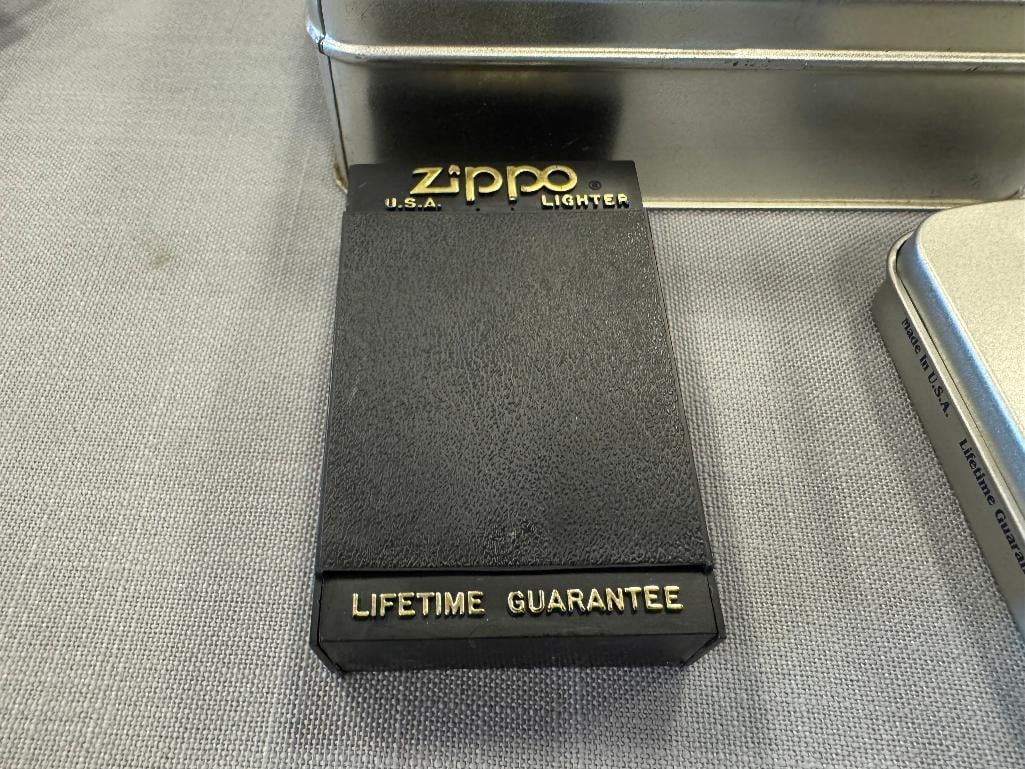 Zippo ®
U.S.A. LIGHTER
LIFETIME GUARANTEE
Made In U.S.A. Lifetime